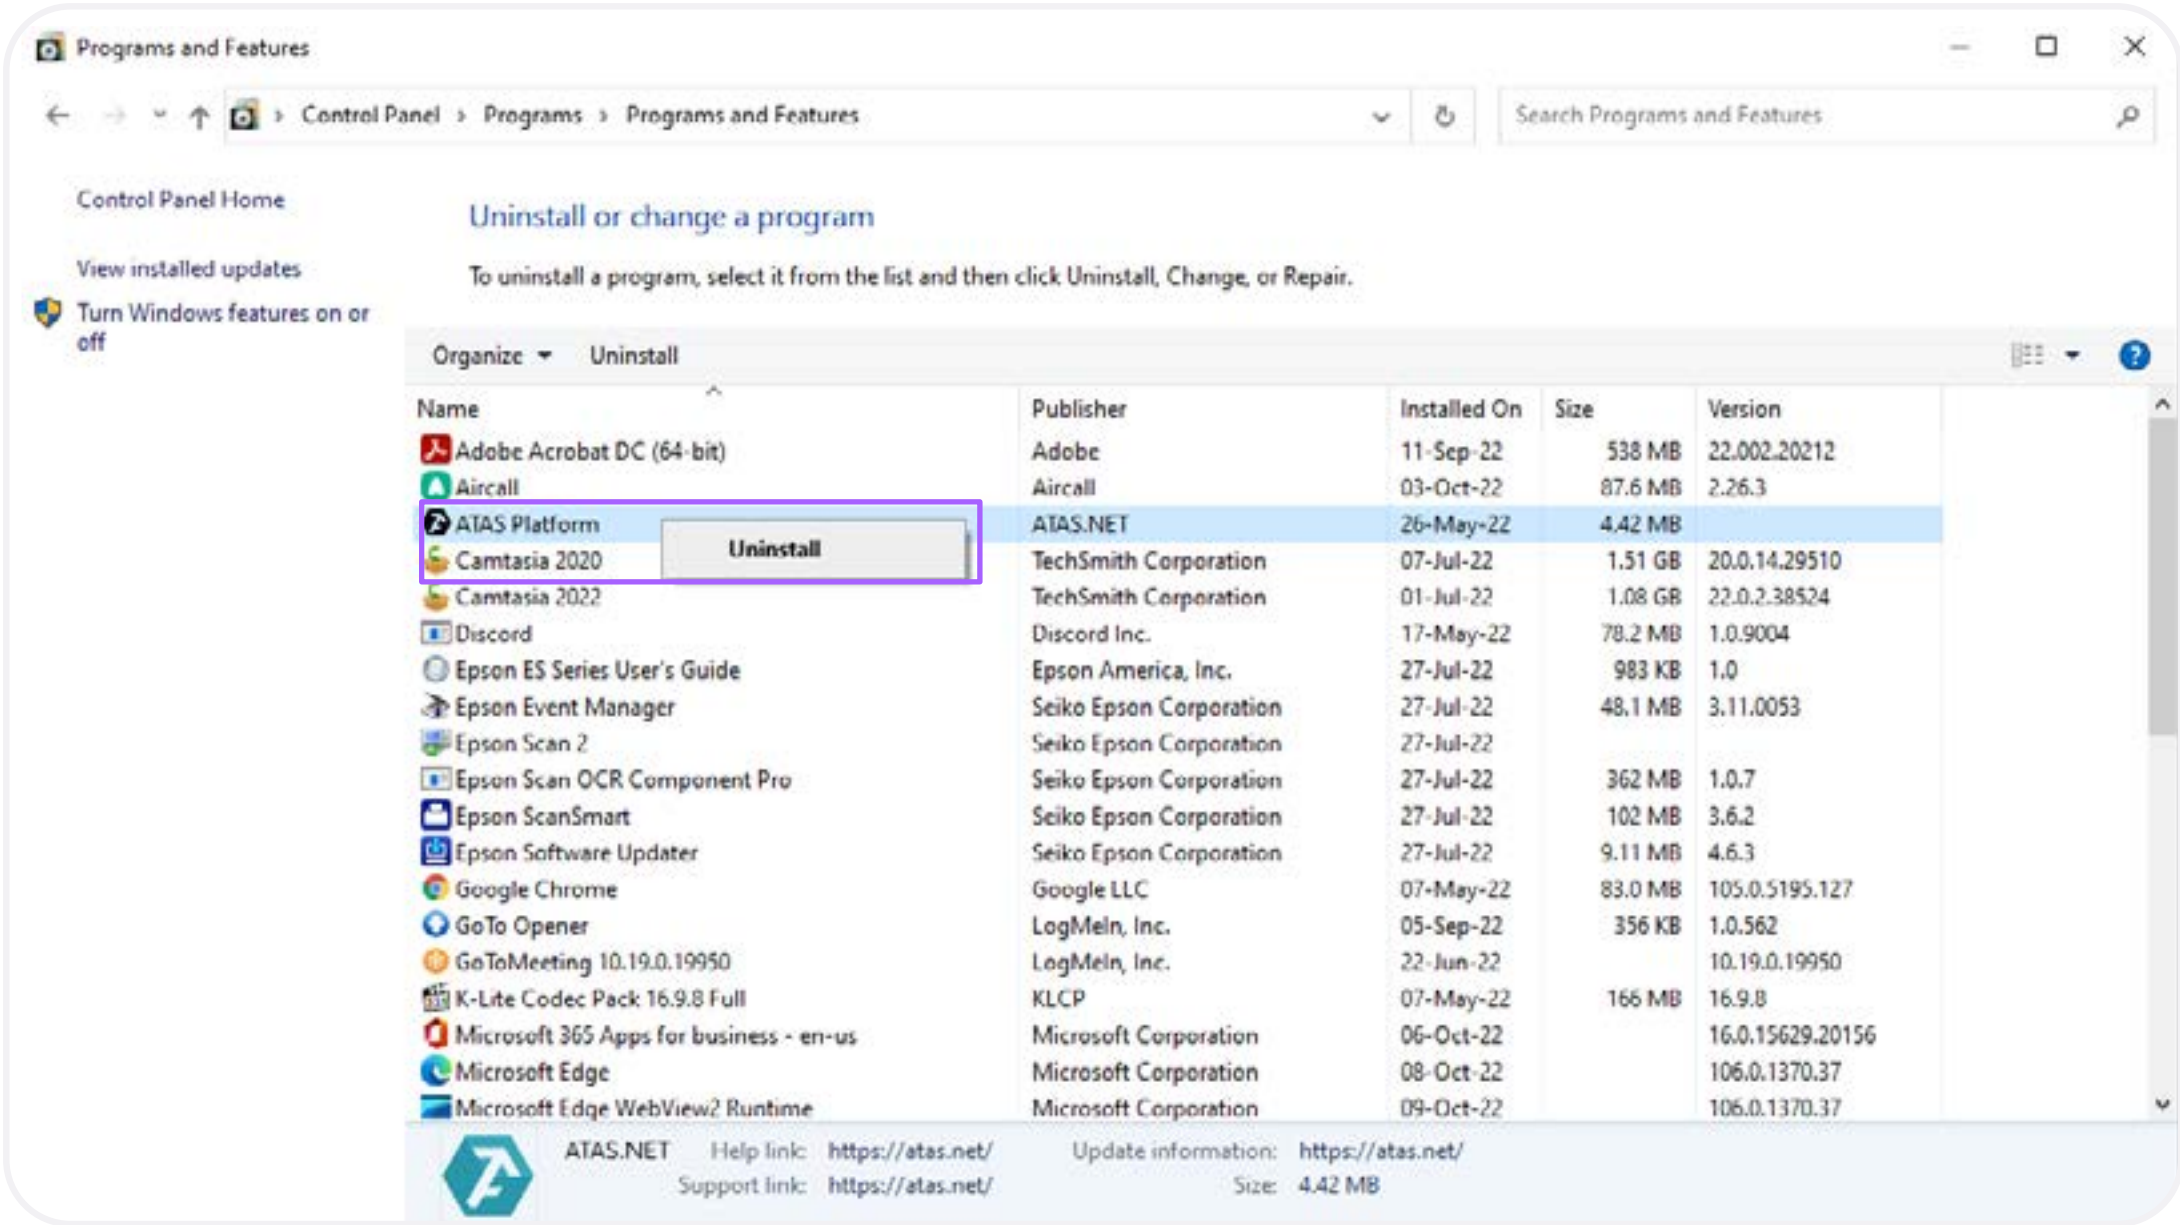 Programs and Features
Control Panel > Programs > Programs and Features
Search Programs and Features
Control Panel Home
View installed updates
Turn Windows features on or
off
Uninstall or change a program
To uninstall a program, select it from the list and then click Uninstall, Change, or Repair.
Organize Uninstall
Name Publisher Installed On Size Version
Adobe Acrobat DC (64-bit) Adobe 11-Sep-22 538 MB 22.002.20212
Aircall Aircall 03-Oct-22 87.6 MB 2.26.3
ATAS Platform ATAS.NET 26-May-22 4.42 MB
Uninstall
Camtasia 2020 TechSmith Corporation 07-Jul-22 1.51 GB 20.0.14.29510
Camtasia 2022 TechSmith Corporation 01-Jul-22 1.08 GB 22.0.2.38524
Discord Discord Inc. 17-May-22 78.2 MB 1.0.9004
Epson ES Series User's Guide Epson America, Inc. 27-Jul-22 983 KB 1.0
Epson Event Manager Seiko Epson Corporation 27-Jul-22 48.1 MB 3.11.0053
Epson Scan 2 Seiko Epson Corporation 27-Jul-22
Epson Scan OCR Component Pro Seiko Epson Corporation 27-Jul-22 362 MB 1.0.7
Epson ScanSmart Seiko Epson Corporation 27-Jul-22 102 MB 3.6.2
Epson Software Updater Seiko Epson Corporation 27-Jul-22 9.11 MB 4.6.3
Google Chrome Google LLC 07-May-22 83.0 MB 105.0.5195.127
GoTo Opener LogMeIn, Inc. 05-Sep-22 356 KB 1.0.562
GoToMeeting 10.19.0.19950 LogMeIn, Inc. 22-Jun-22 10.19.0.19950
K-Lite Codec Pack 16.9.8 Full KLCP 07-May-22 166 MB 16.9.8
Microsoft 365 Apps for business - en-us Microsoft Corporation 06-Oct-22 16.0.15629.20156
Microsoft Edge Microsoft Corporation 08-Oct-22 106.0.1370.37
Microsoft Edge WebView2 Runtime Microsoft Corporation 09-Oct-22 106.0.1370.37
ATAS.NET Help link: https://atas.net/ Update information: https://atas.net/
Support link: https://atas.net/ Size: 4.42 MB